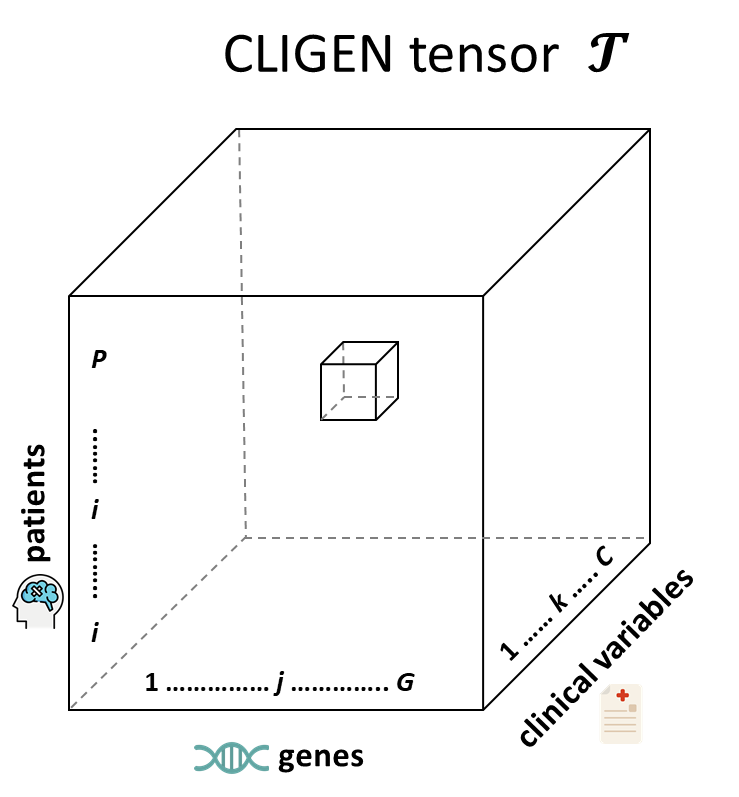 CLIGEN tensor 𝓣
P
........
i
........
i
patients
1 ............... j .............. G
genes
1 ...... k ..... C
clinical variables